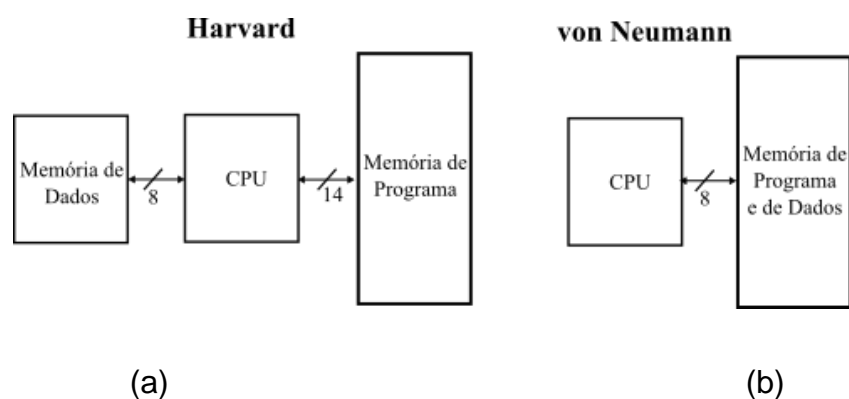 Harvard
von Neumann
Memória de
Dados
8
CPU
14
Memória de
Programa
CPU
8
Memória de
Programa
e de Dados
(a)
(b)